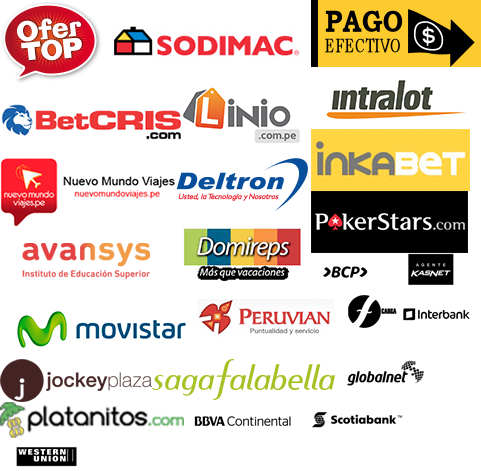 Ofer
TOP
SODIMAC®
PAGO
EFECTIVO
BetCRIS
.com
LiNiO
.com.pe
intralot
nuevo
mundo
viajes.pe
Nuevo Mundo Viajes
nuevomundoviajes.pe
Deltron
Usted, la Tecnología y Nosotros
iNKABET
PokerStars.com
avansys
Instituto de Educación Superior
Domireps
Más que vacaciones
BCP
AGENTE
KASNET
movistar
PERUVIAN
Puntualidad y servicio
CARGA
Interbank
j
jockeyplaza
sagafalabella
globalnet
platanitos.com
BBVA Continental
Scotiabank™
WESTERN
UNION